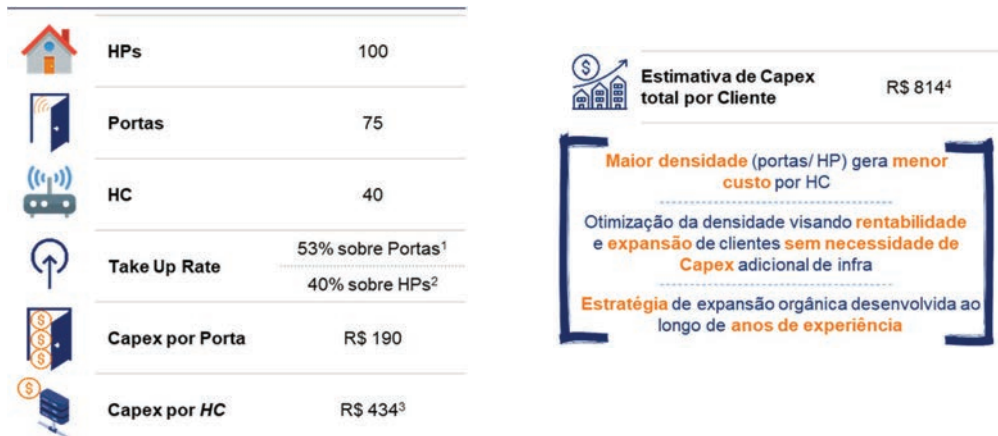 HPs 100
Portas 75
HC 40
Take Up Rate
53% sobre Portas¹
40% sobre HPs²
Capex por Porta R$ 190
Capex por HC R$ 434³
Estimativa de Capex
total por Cliente
R$ 814⁴
Maior densidade (portas/ HP) gera menor
custo por HC
Otimização da densidade visando rentabilidade
e expansão de clientes sem necessidade de
Capex adicional de infra
Estratégia de expansão orgânica desenvolvida ao
longo de anos de experiência